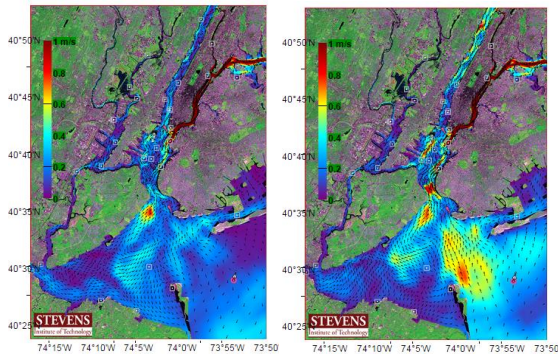 40°50'N
1 m/s
0.8
40°45'N
0.6
0.4
40°40'N
0.2
0
40°35'N
40°30'N
STEVENS
Institute of Technology
40°25'N
74°15'W 74°10'W 74°05'W 74°0'W 73°55'W 73°50'
40°50'N
1 m/s
0.8
40°45'N
0.6
0.4
40°40'N
0.2
0
40°35'N
40°30'N
STEVENS
Institute of Technology
40°25'N
74°15'W 74°10'W 74°05'W 74°0'W 73°55'W 73°50'